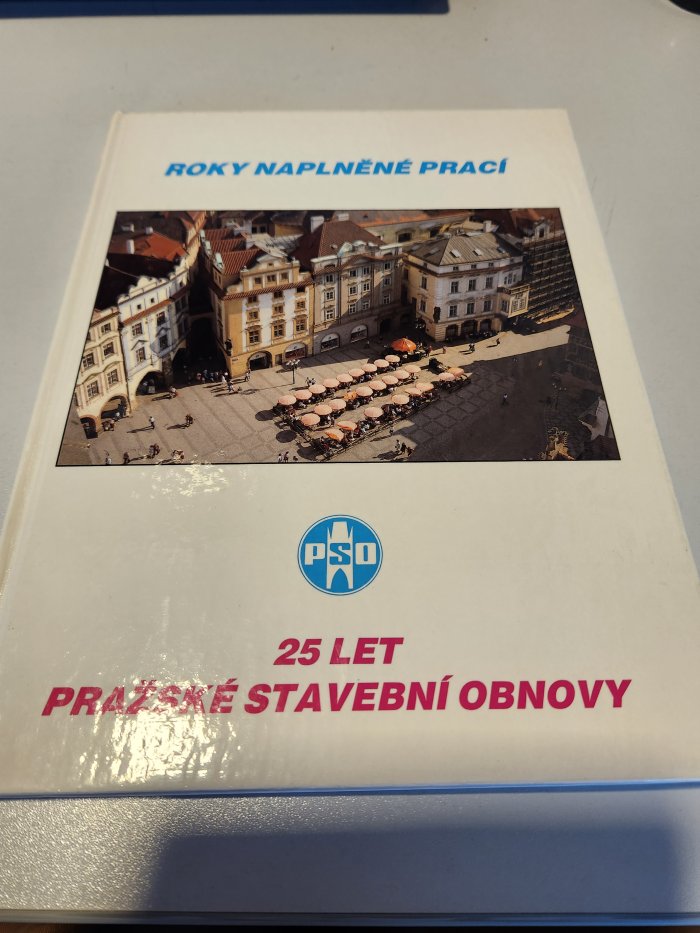 ROKY NAPLNĚNÉ PRACÍ
PSO
25 LET
PRAŽSKÉ STAVEBNÍ OBNOVY